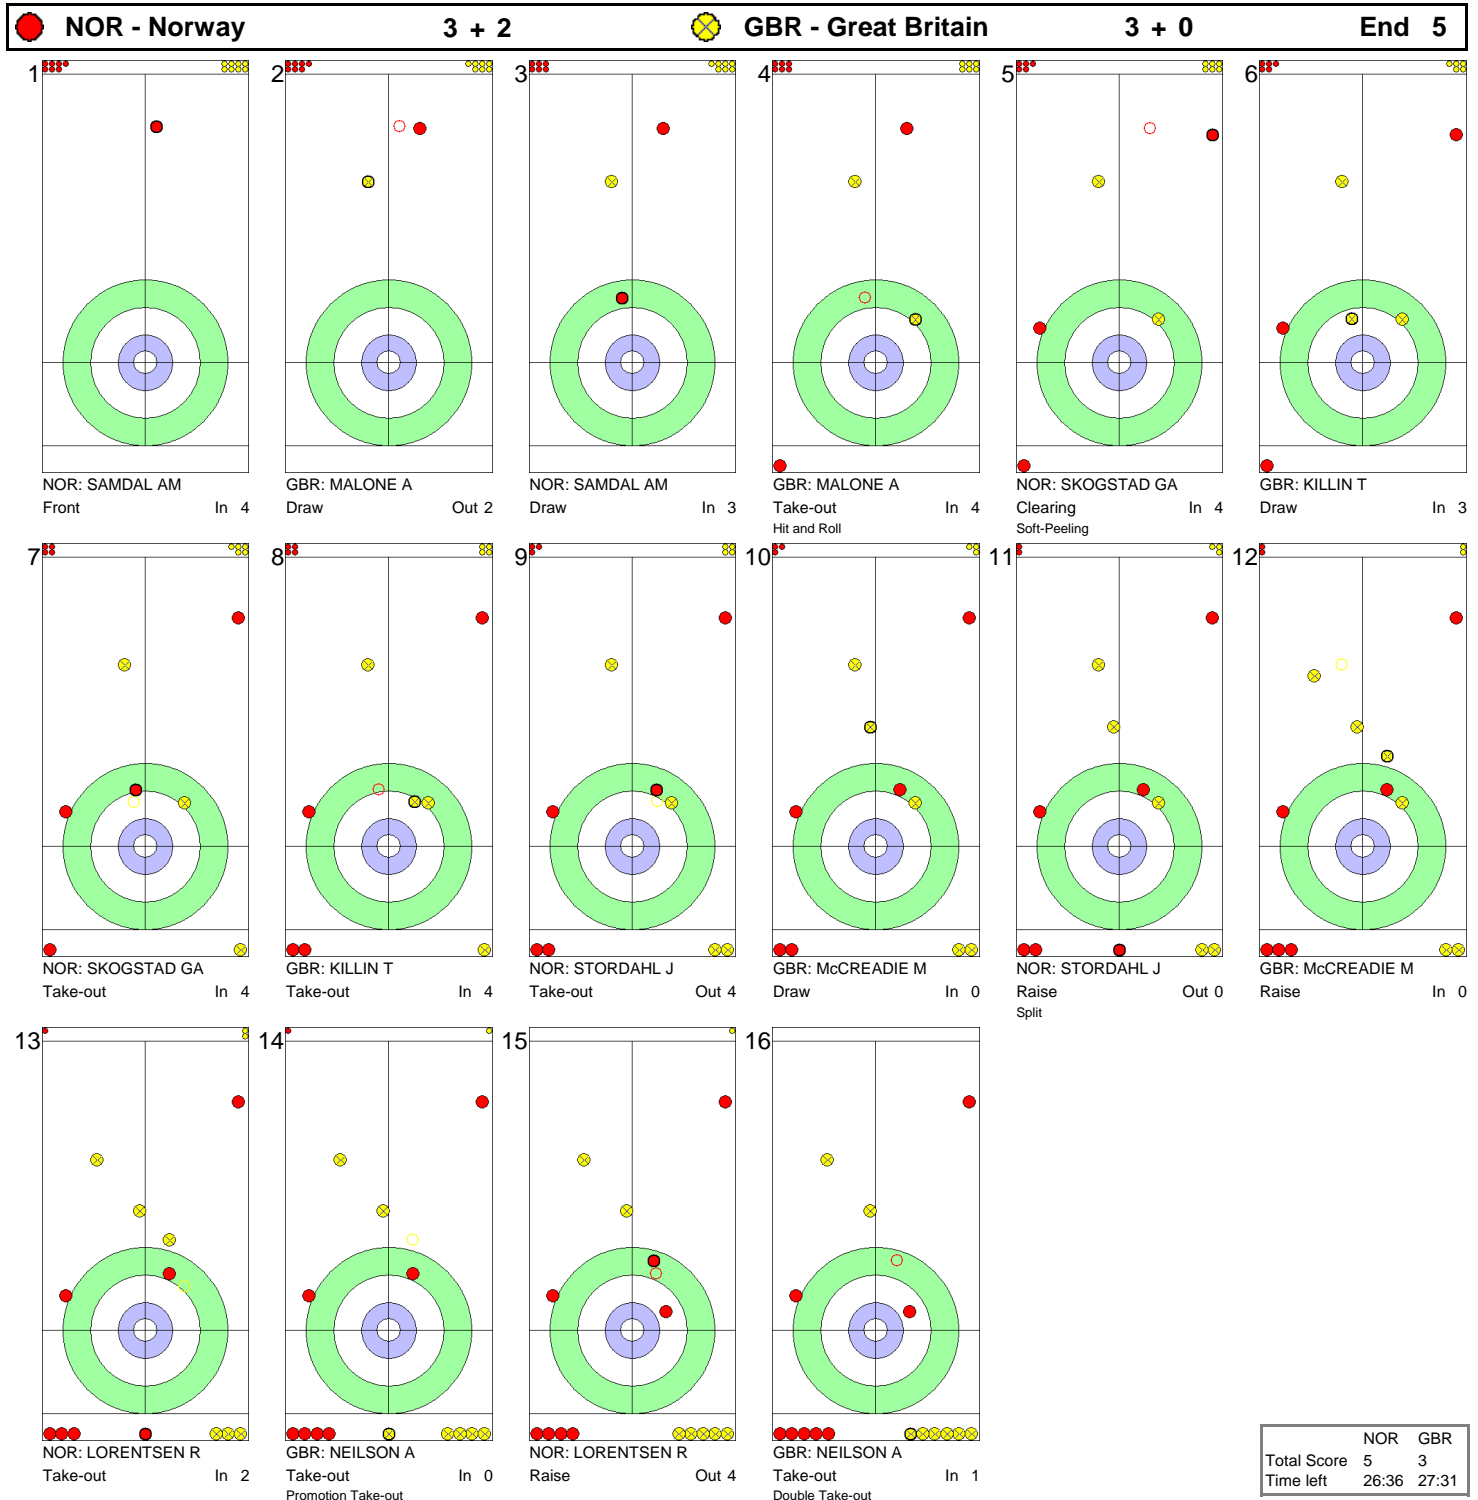 NOR - Norway 3 + 2 GBR - Great Britain 3 + 0 End 5
1 2 3 4 5 6
NOR: SAMDAL AM GBR: MALONE A NOR: SAMDAL AM GBR: MALONE A NOR: SKOGSTAD GA GBR: KILLIN T
Front In 4 Draw Out 2 Draw In 3 Take-out In 4 Clearing In 4 Draw In 3
Hit and Roll Soft-Peeling
7 8 9 10 11 12
NOR: SKOGSTAD GA GBR: KILLIN T NOR: STORDAHL J GBR: McCREADIE M NOR: STORDAHL J GBR: McCREADIE M
Take-out In 4 Take-out In 4 Take-out Out 4 Draw In 0 Raise Out 0 Raise In 0
Split
13 14 15 16
NOR: LORENTSEN R GBR: NEILSON A NOR: LORENTSEN R GBR: NEILSON A
Take-out In 2 Take-out In 0 Raise Out 4 Take-out In 1
Promotion Take-out Double Take-out
NOR GBR
Total Score 5 3
Time left 26:36 27:31